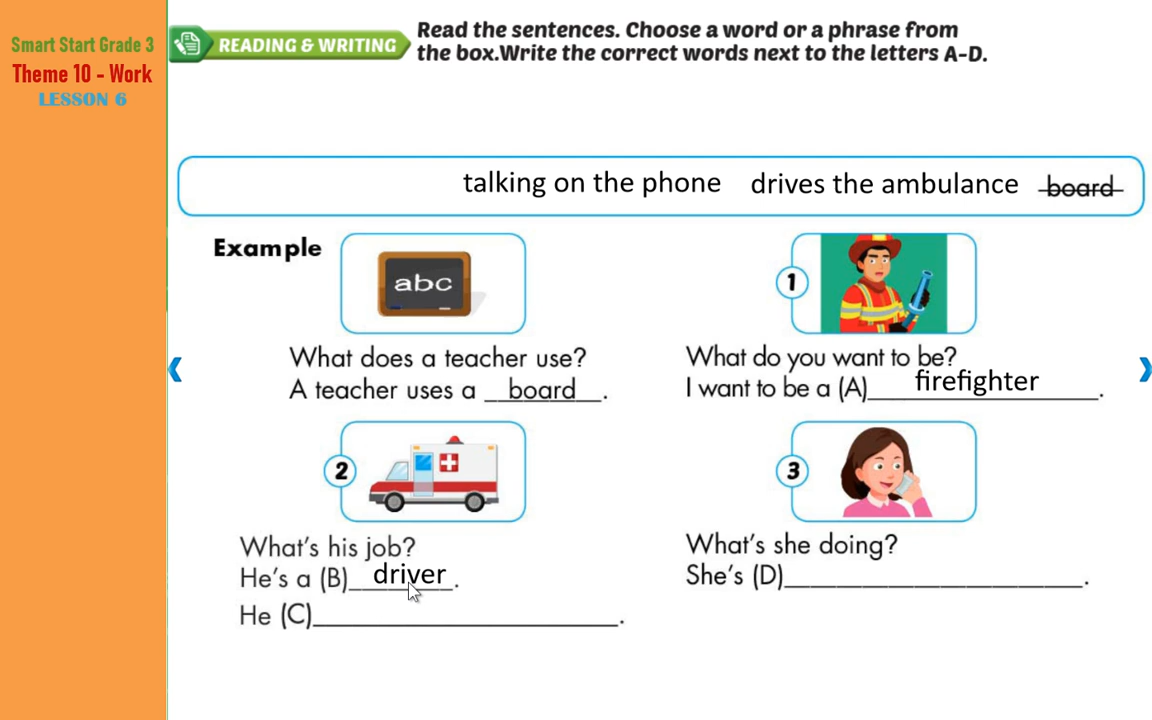 Smart Start Grade 3
Theme 10 - Work
LESSON 6
READING & WRITING
Read the sentences. Choose a word or a phrase from
the box.Write the correct words next to the letters A-D.
talking on the phone drives the ambulance board
Example
abc
What does a teacher use?
A teacher uses a __board__.
1
What do you want to be?
I want to be a (A) firefighter.
2
What's his job?
He's a (B) driver.
He (C)____________________.
3
What's she doing?
She's (D)____________________.